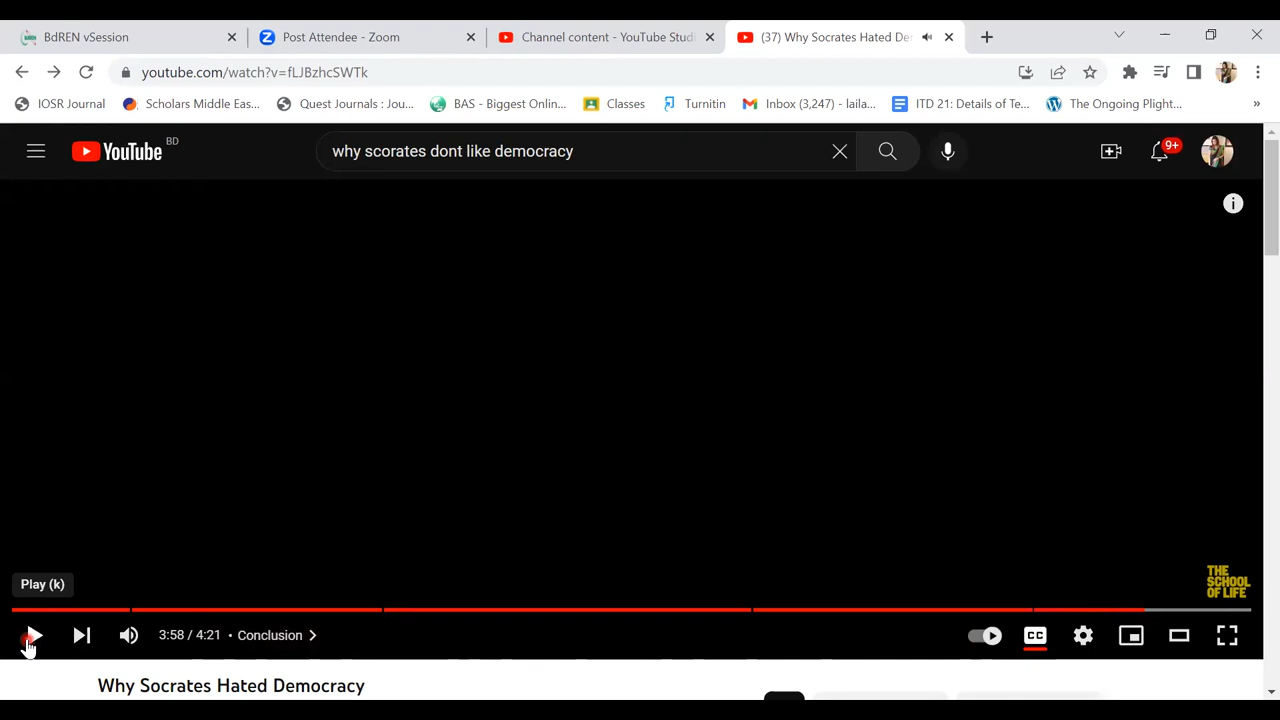 BdREN vSession
Post Attendee - Zoom
Channel content - YouTube Studi
(37) Why Socrates Hated Der
youtube.com/watch?v=fLJBzhcSWTk
IOSR Journal
Scholars Middle Eas...
Quest Journals : Jou...
BAS - Biggest Onlin...
Classes
Turnitin
Inbox (3,247) - laila...
ITD 21: Details of Te...
The Ongoing Plight...
»
YouTube BD
why scorates dont like democracy
9+
THE
SCHOOL
OF LIFE
Play (k)
3:58 / 4:21 • Conclusion
CC
Why Socrates Hated Democracy